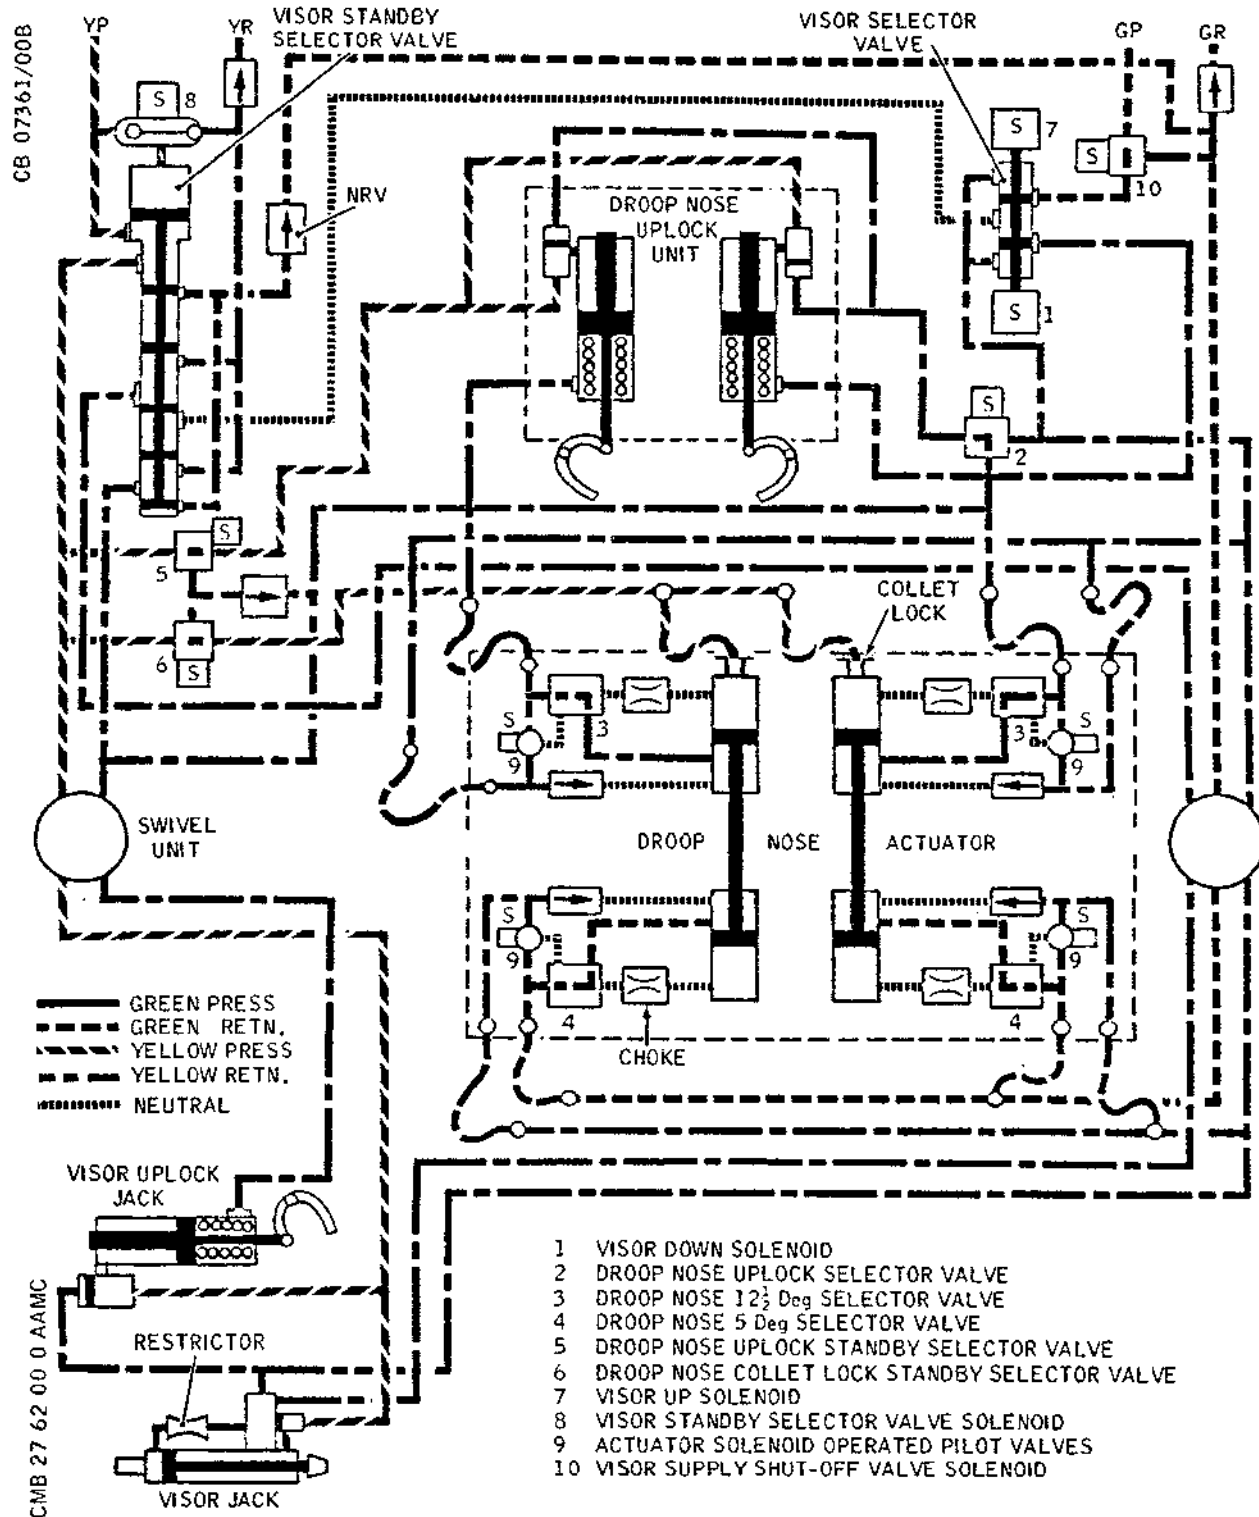 CB 07361/00B
YP
YR
VISOR STANDBY
SELECTOR VALVE
VISOR SELECTOR
VALVE
GP
GR
S
8
S
7
S
10
NRV
DROOP NOSE
UPLOCK
UNIT
S
1
S
2
S
5
6
S
COLLET
LOCK
3
S
9
3
S
9
SWIVEL
UNIT
DROOP
NOSE
ACTUATOR
S
9
4
S
9
4
CHOKE
GREEN PRESS
GREEN RETN.
YELLOW PRESS
YELLOW RETN.
NEUTRAL
VISOR UPLOCK
JACK
RESTRICTOR
VISOR JACK
CMB 27 62 00 0 AAMC
1 VISOR DOWN SOLENOID
2 DROOP NOSE UPLOCK SELECTOR VALVE
3 DROOP NOSE 12½ Deg SELECTOR VALVE
4 DROOP NOSE 5 Deg SELECTOR VALVE
5 DROOP NOSE UPLOCK STANDBY SELECTOR VALVE
6 DROOP NOSE COLLET LOCK STANDBY SELECTOR VALVE
7 VISOR UP SOLENOID
8 VISOR STANDBY SELECTOR VALVE SOLENOID
9 ACTUATOR SOLENOID OPERATED PILOT VALVES
10 VISOR SUPPLY SHUT-OFF VALVE SOLENOID